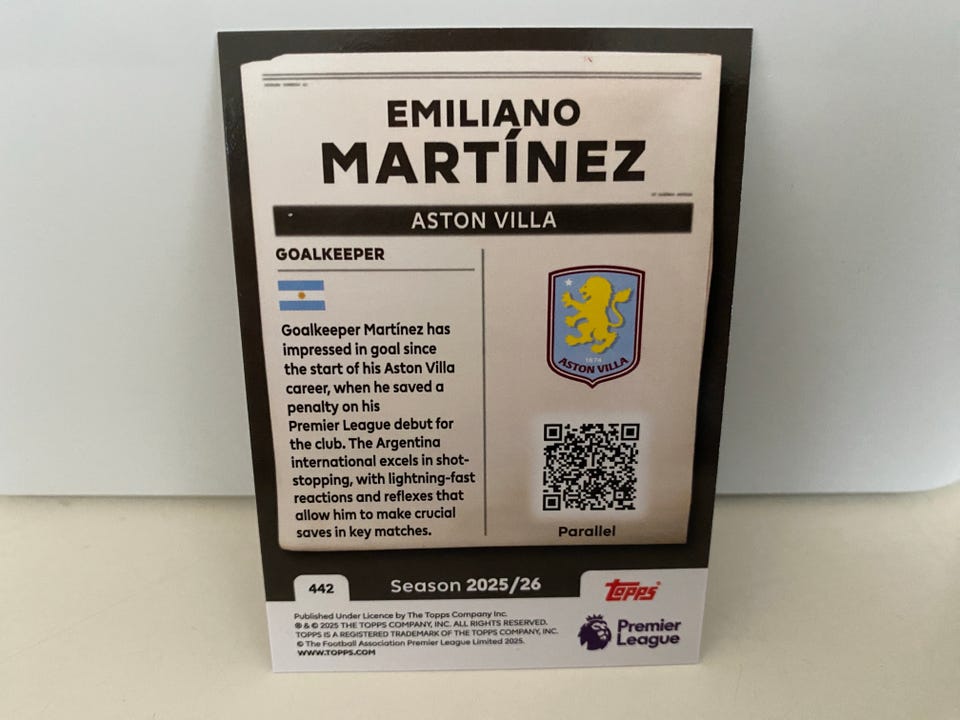 EMILIANO
MARTÍNEZ
ASTON VILLA
GOALKEEPER
Goalkeeper Martínez has
impressed in goal since
the start of his Aston Villa
career, when he saved a
penalty on his
Premier League debut for
the club. The Argentina
international excels in shot-
stopping, with lightning-fast
reactions and reflexes that
allow him to make crucial
saves in key matches.
1874
ASTON VILLA
Parallel
442
Season 2025/26
topps
Published Under Licence by The Topps Company Inc.
® & © 2025 THE TOPPS COMPANY, INC. ALL RIGHTS RESERVED.
TOPPS IS A REGISTERED TRADEMARK OF THE TOPPS COMPANY, INC.
© The Football Association Premier League Limited 2025.
WWW.TOPPS.COM
Premier
League